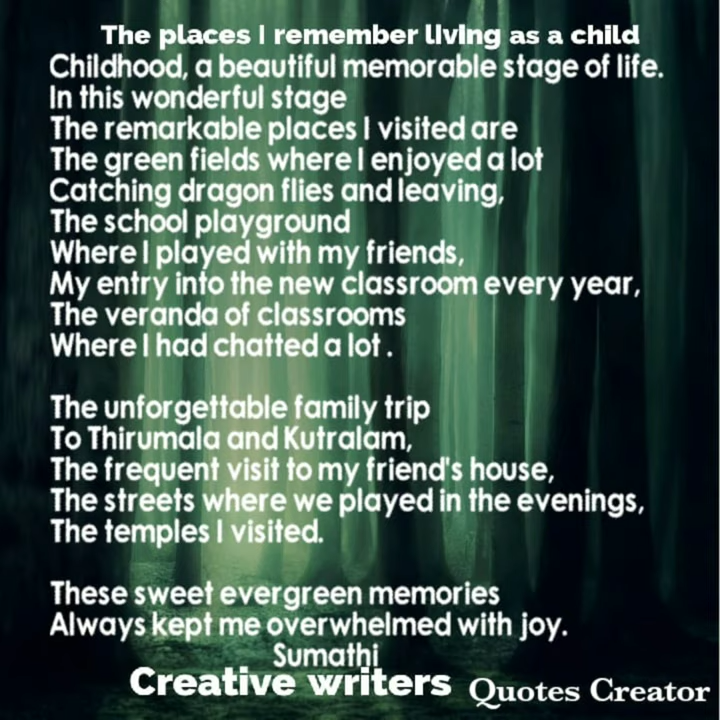 The places I remember living as a child
Childhood, a beautiful memorable stage of life.
In this wonderful stage
The remarkable places I visited are
The green fields where I enjoyed a lot
Catching dragon flies and leaving,
The school playground
Where I played with my friends,
My entry into the new classroom every year,
The veranda of classrooms
Where I had chatted a lot .
The unforgettable family trip
To Thirumala and Kutralam,
The frequent visit to my friend's house,
The streets where we played in the evenings,
The temples I visited.
These sweet evergreen memories
Always kept me overwhelmed with joy.
Sumathi
Creative writers Quotes Creator